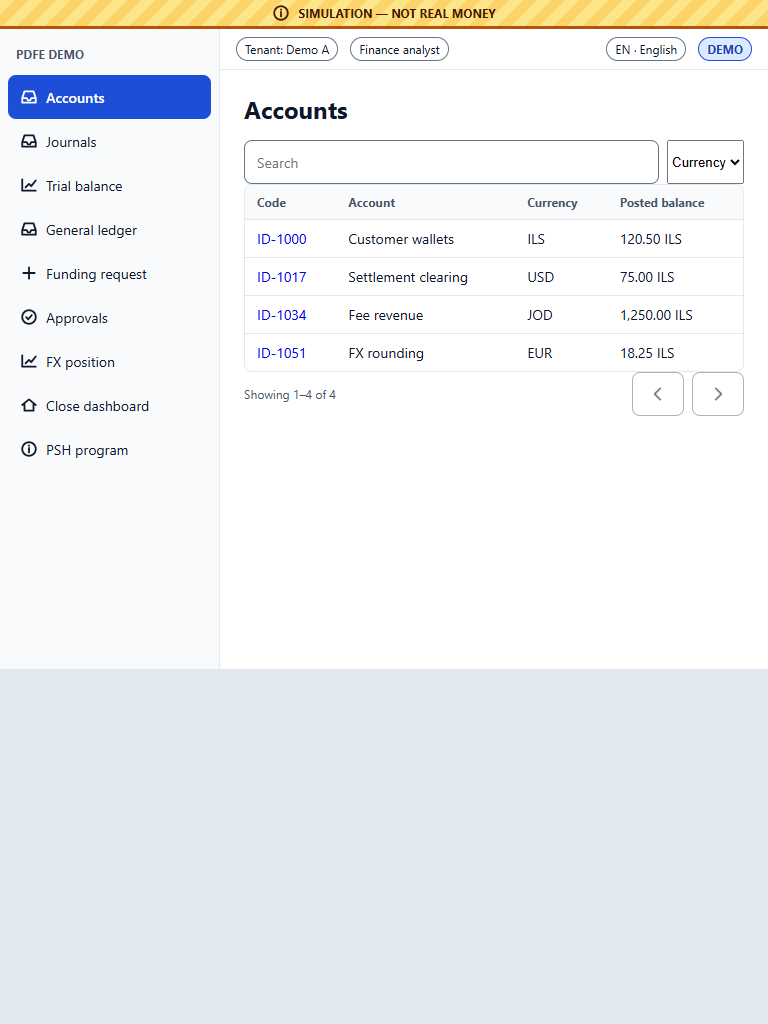 SIMULATION — NOT REAL MONEY
PDFE DEMO
Tenant: Demo A
Finance analyst
EN · English
DEMO
Accounts
Journals
Trial balance
General ledger
Funding request
Approvals
FX position
Close dashboard
PSH program
Accounts
Search
Currency
Code Account Currency Posted balance
ID-1000 Customer wallets ILS 120.50 ILS
ID-1017 Settlement clearing USD 75.00 ILS
ID-1034 Fee revenue JOD 1,250.00 ILS
ID-1051 FX rounding EUR 18.25 ILS
Showing 1–4 of 4